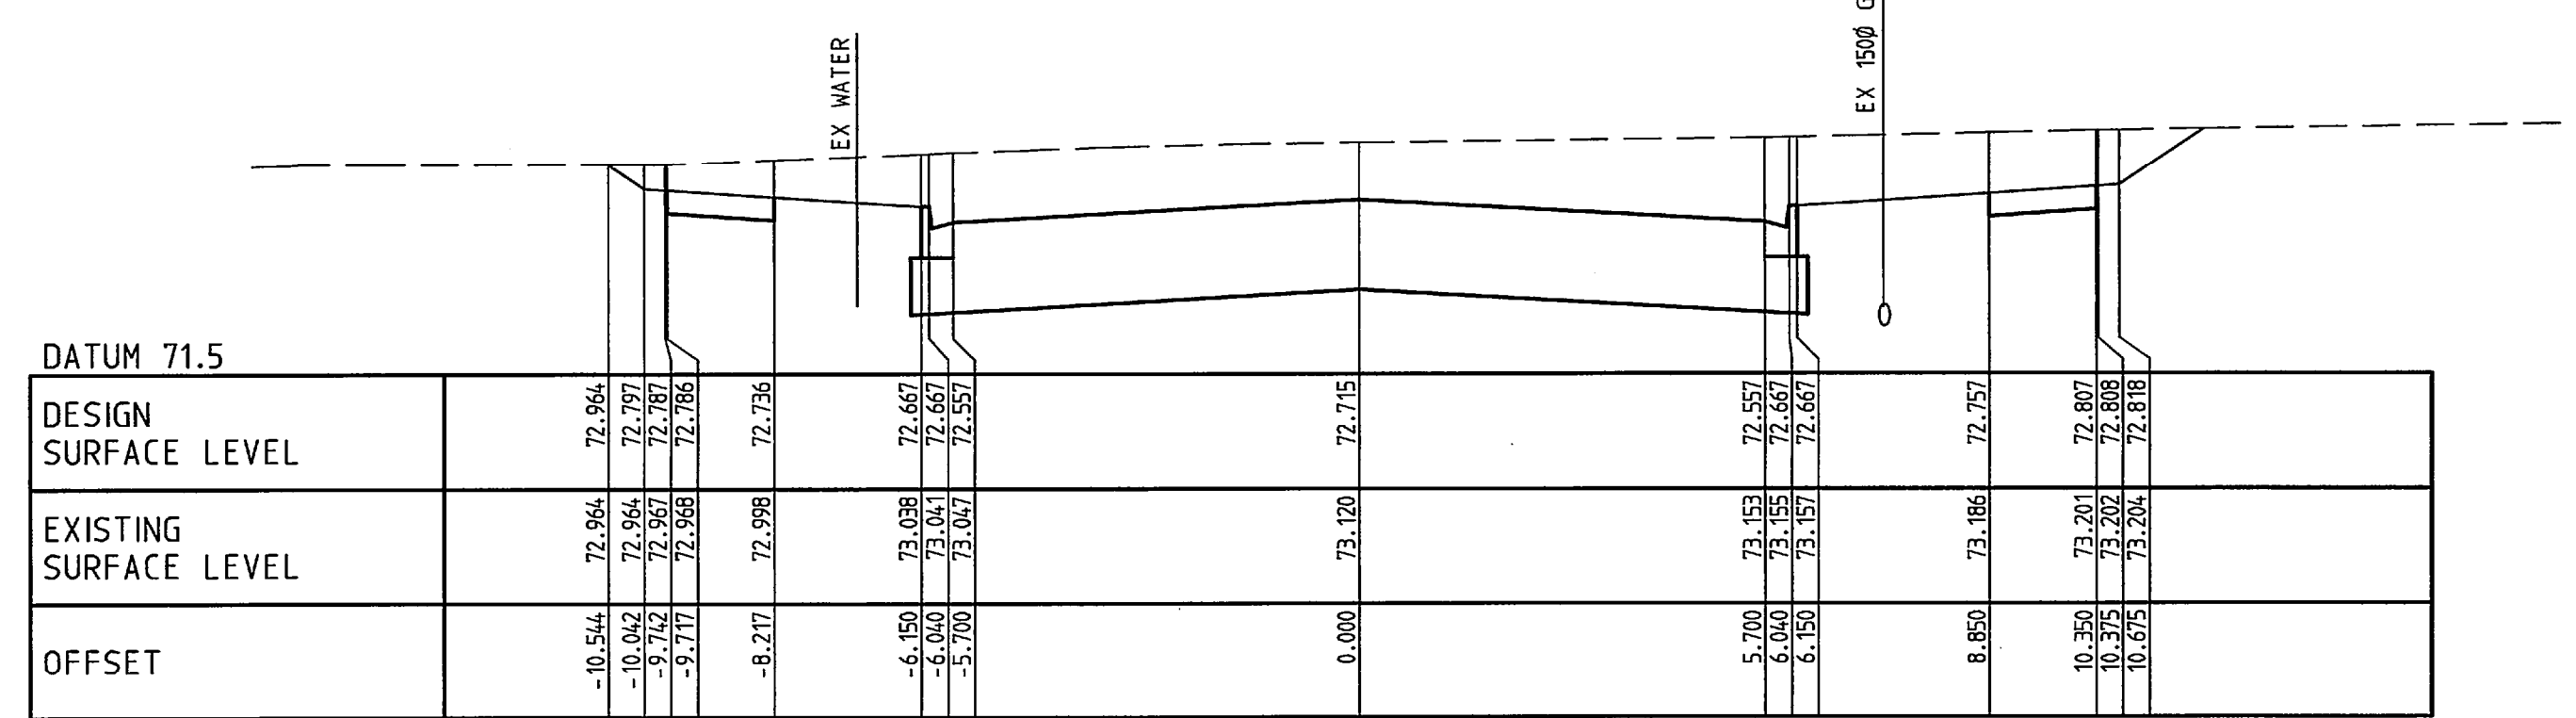 EX WATER
EX 150Ø G
DATUM 71.5
DESIGN
SURFACE LEVEL
72.964 72.797 72.787 72.786 72.736 72.667 72.667 72.557 72.715 72.557 72.667 72.667 72.757 72.807 72.808 72.818
EXISTING
SURFACE LEVEL
72.964 72.964 72.967 72.968 72.998 73.038 73.041 73.047 73.120 73.153 73.155 73.157 73.186 73.201 73.202 73.204
OFFSET
-10.544 -10.042 -9.742 -9.717 -8.217 -6.150 -6.040 -5.700 0.000 5.700 6.040 6.150 8.850 10.350 10.375 10.675